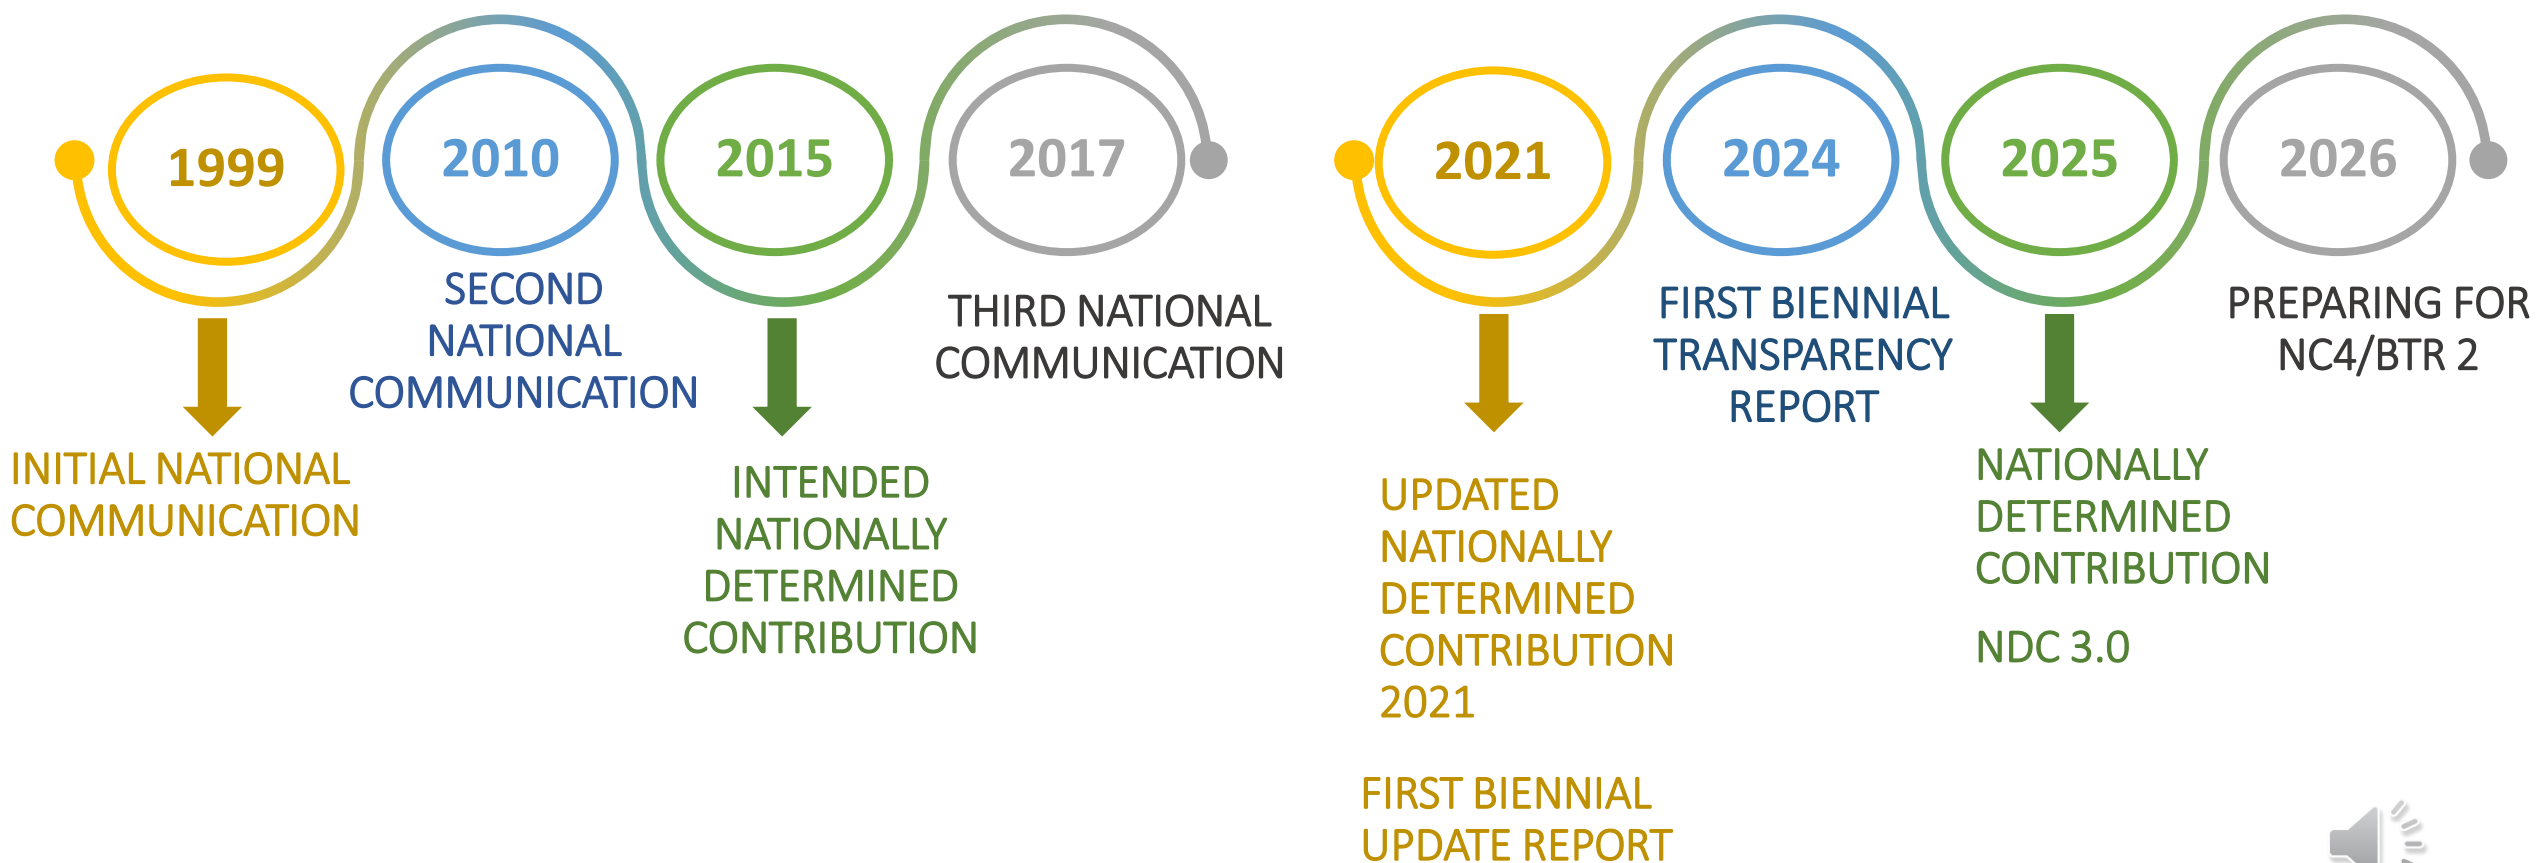 1999
INITIAL NATIONAL
COMMUNICATION
2010
SECOND
NATIONAL
COMMUNICATION
2015
INTENDED
NATIONALLY
DETERMINED
CONTRIBUTION
2017
THIRD NATIONAL
COMMUNICATION
2021
UPDATED
NATIONALLY
DETERMINED
CONTRIBUTION
2021
FIRST BIENNIAL
UPDATE REPORT
2024
FIRST BIENNIAL
TRANSPARENCY
REPORT
2025
NATIONALLY
DETERMINED
CONTRIBUTION
NDC 3.0
2026
PREPARING FOR
NC4/BTR 2